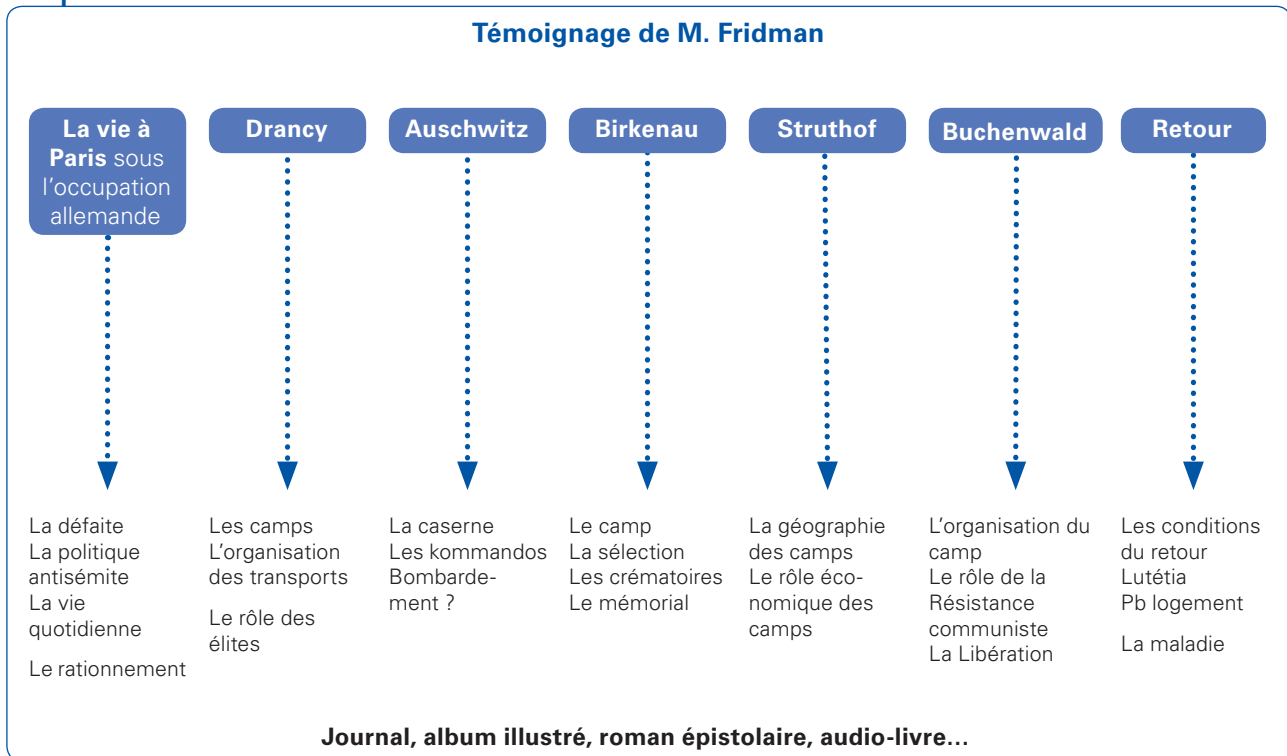 Témoignage de M. Fridman
La vie à
Paris sous
l'occupation
allemande
Drancy
Auschwitz
Birkenau
Struthof
Buchenwald
Retour
La défaite
La politique
antisémite
La vie
quotidienne
Le rationnement
Les camps
L'organisation
des transports
Le rôle des
élites
La caserne
Les kommandos
Bombarde-
ment ?
Le camp
La sélection
Les crématoires
Le mémorial
La géographie
des camps
Le rôle éco-
nomique des
camps
L'organisation du
camp
Le rôle de la
Résistance
communiste
La Libération
Les conditions
du retour
Lutétia
Pb logement
La maladie
Journal, album illustré, roman épistolaire, audio-livre…